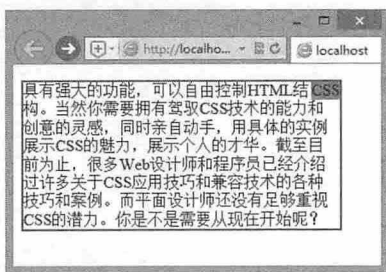 http://localho...
localhost
具有强大的功能，可以自由控制HTML结 CSS
构。当然你需要拥有驾驭CSS技术的能力和
创意的灵感，同时亲自动手，用具体的实例
展示CSS的魅力，展示个人的才华。截至目
前为止，很多Web设计师和程序员已经介绍
过许多关于CSS应用技巧和兼容技术的各种
技巧和案例。而平面设计师还没有足够重视
CSS的潜力。你是不是需要从现在开始呢？